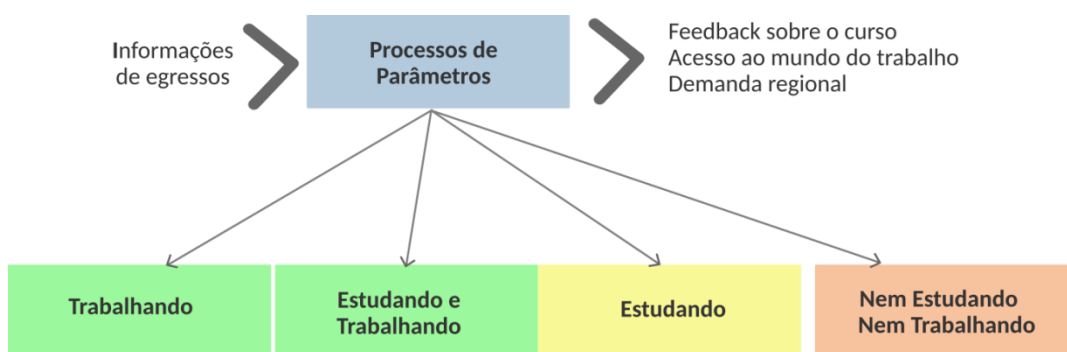 Informações
de egressos
Processos de
Parâmetros
Feedback sobre o curso
Acesso ao mundo do trabalho
Demanda regional
Trabalhando
Estudando e
Trabalhando
Estudando
Nem Estudando
Nem Trabalhando